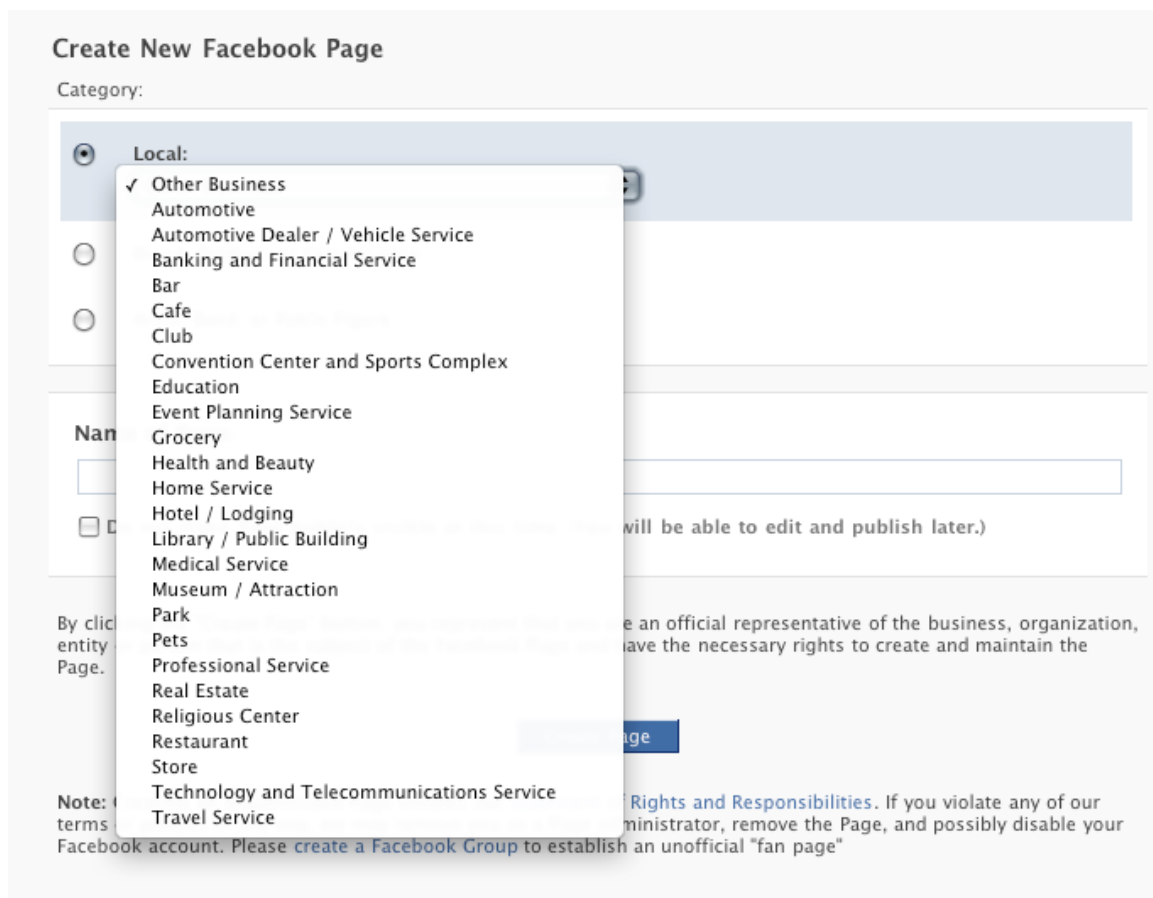 Create New Facebook Page
Category:
Local:
✓ Other Business
Automotive
Automotive Dealer / Vehicle Service
Banking and Financial Service
Bar
Cafe
Club
Convention Center and Sports Complex
Education
Event Planning Service
Grocery
Health and Beauty
Home Service
Hotel / Lodging
Library / Public Building
Medical Service
Museum / Attraction
Park
Pets
Professional Service
Real Estate
Religious Center
Restaurant
Store
Technology and Telecommunications Service
Travel Service
will be able to edit and publish later.)
an official representative of the business, organization,
entity have the necessary rights to create and maintain the
Page.
Note: Rights and Responsibilities. If you violate any of our
terms remove the Page, and possibly disable your
Facebook account. Please create a Facebook Group to establish an unofficial "fan page"